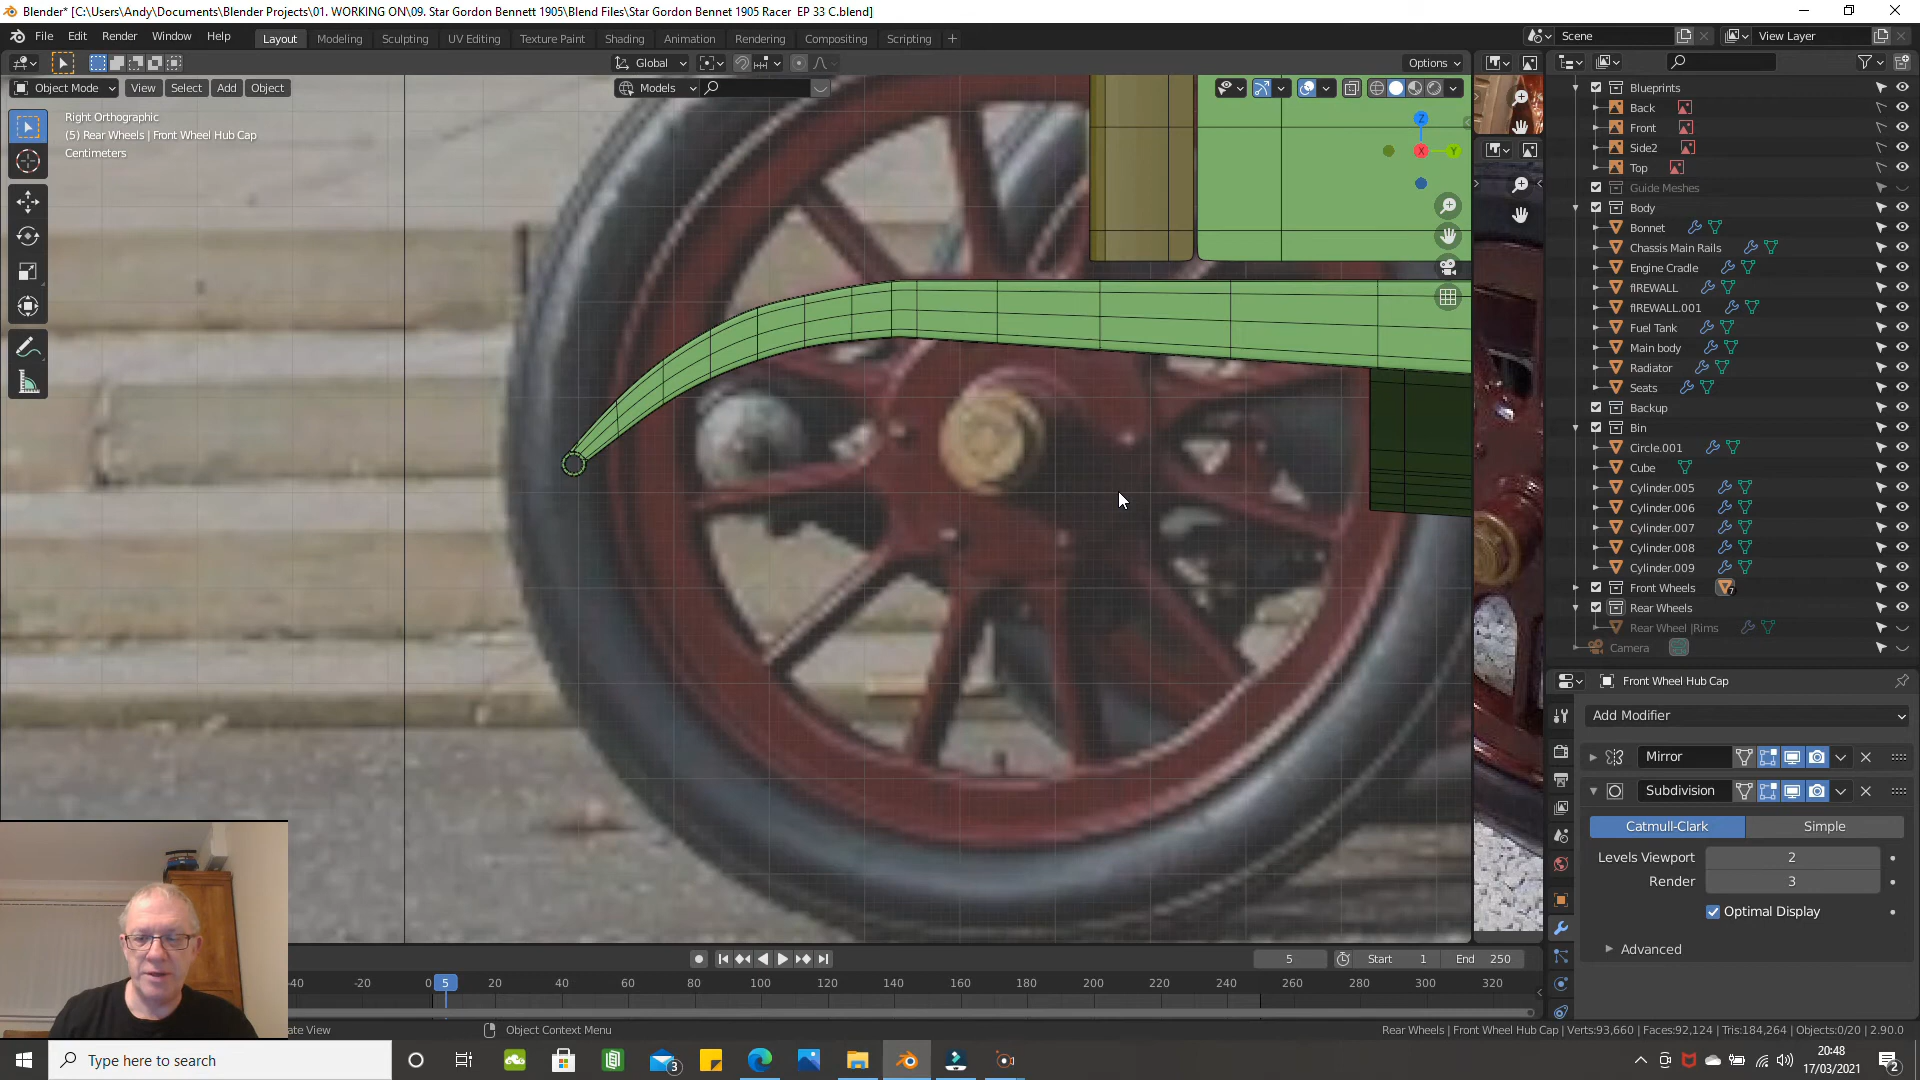 Blender* [C:\Users\Andy\Documents\Blender Projects\01. WORKING ON\09. Star Gordon Bennett 1905\Blend Files\Star Gordon Bennet 1905 Racer  EP 33 C.blend]
File Edit Render Window Help Layout Modeling Sculpting UV Editing Texture Paint Shading Animation Rendering Compositing Scripting + Scene View Layer
Global Options
Object Mode View Select Add Object Models
Right Orthographic
(5) Rear Wheels | Front Wheel Hub Cap
Centimeters
Z
X
Y
Blueprints
Back
Front
Side2
Top
Guide Meshes
Body
Bonnet
Chassis Main Rails
Engine Cradle
fIREWALL
fIREWALL.001
Fuel Tank
Main body
Radiator
Seats
Backup
Bin
Circle.001
Cube
Cylinder.005
Cylinder.006
Cylinder.007
Cylinder.008
Cylinder.009
Front Wheels 7
Rear Wheels
Rear Wheel |Rims
Camera
Front Wheel Hub Cap
Add Modifier
Mirror
Subdivision
Catmull-Clark Simple
Levels Viewport 2
Render 3
Optimal Display
Advanced
5 Start 1 End 250
-40 -20 0 5 20 40 60 80 100 120 140 160 180 200 220 240 260 280 300 320
ate View Object Context Menu Rear Wheels | Front Wheel Hub Cap | Verts:93,660 | Faces:92,124 | Tris:184,264 | Objects:0/20 | 2.90.0
Type here to search 3 20:48
17/03/2021 2